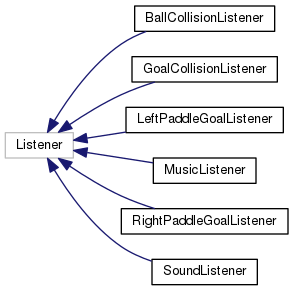 BallCollisionListener
GoalCollisionListener
LeftPaddleGoalListener
Listener
MusicListener
RightPaddleGoalListener
SoundListener